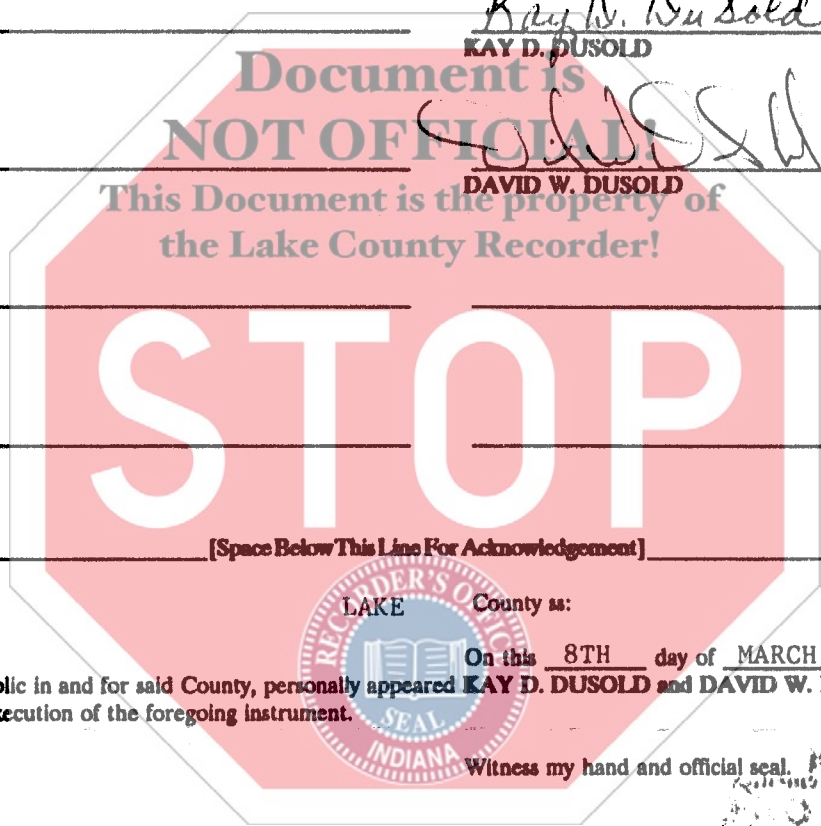 Kay D. DuSold
KAY D. DUSOLD
Document is
NOT OFFICIAL!
DAVID W. DUSOLD
This Document is the property of
the Lake County Recorder!
STOP
[Space Below This Line For Acknowledgement]
RECORDER'S OFFICE
LAKE County ss:
On this 8TH day of MARCH
lic in and for said County, personally appeared KAY D. DUSOLD and DAVID W.
ecution of the foregoing instrument.
SEAL
INDIANA
Witness my hand and official seal.